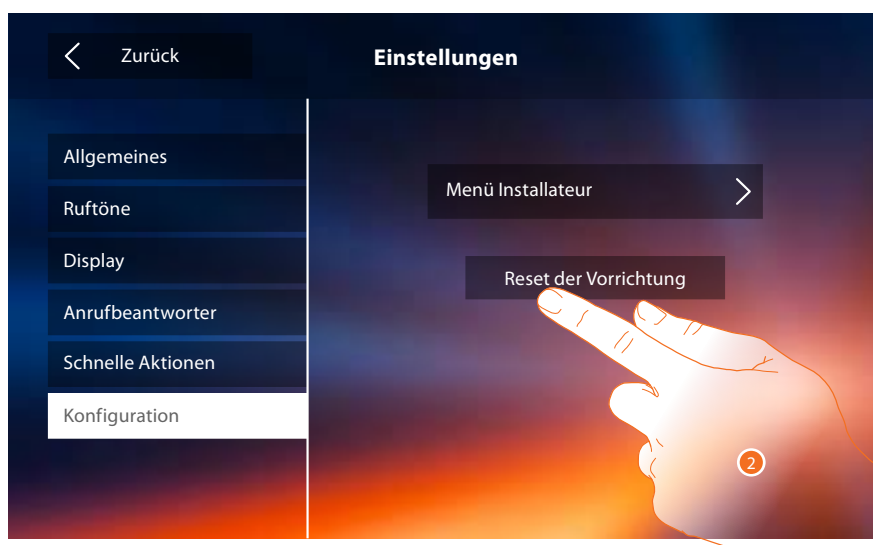 Zurück
Einstellungen
Allgemeines
Ruftöne
Display
Anrufbeantworter
Schnelle Aktionen
Konfiguration
Menü Installateur
Reset der Vorrichtung
2